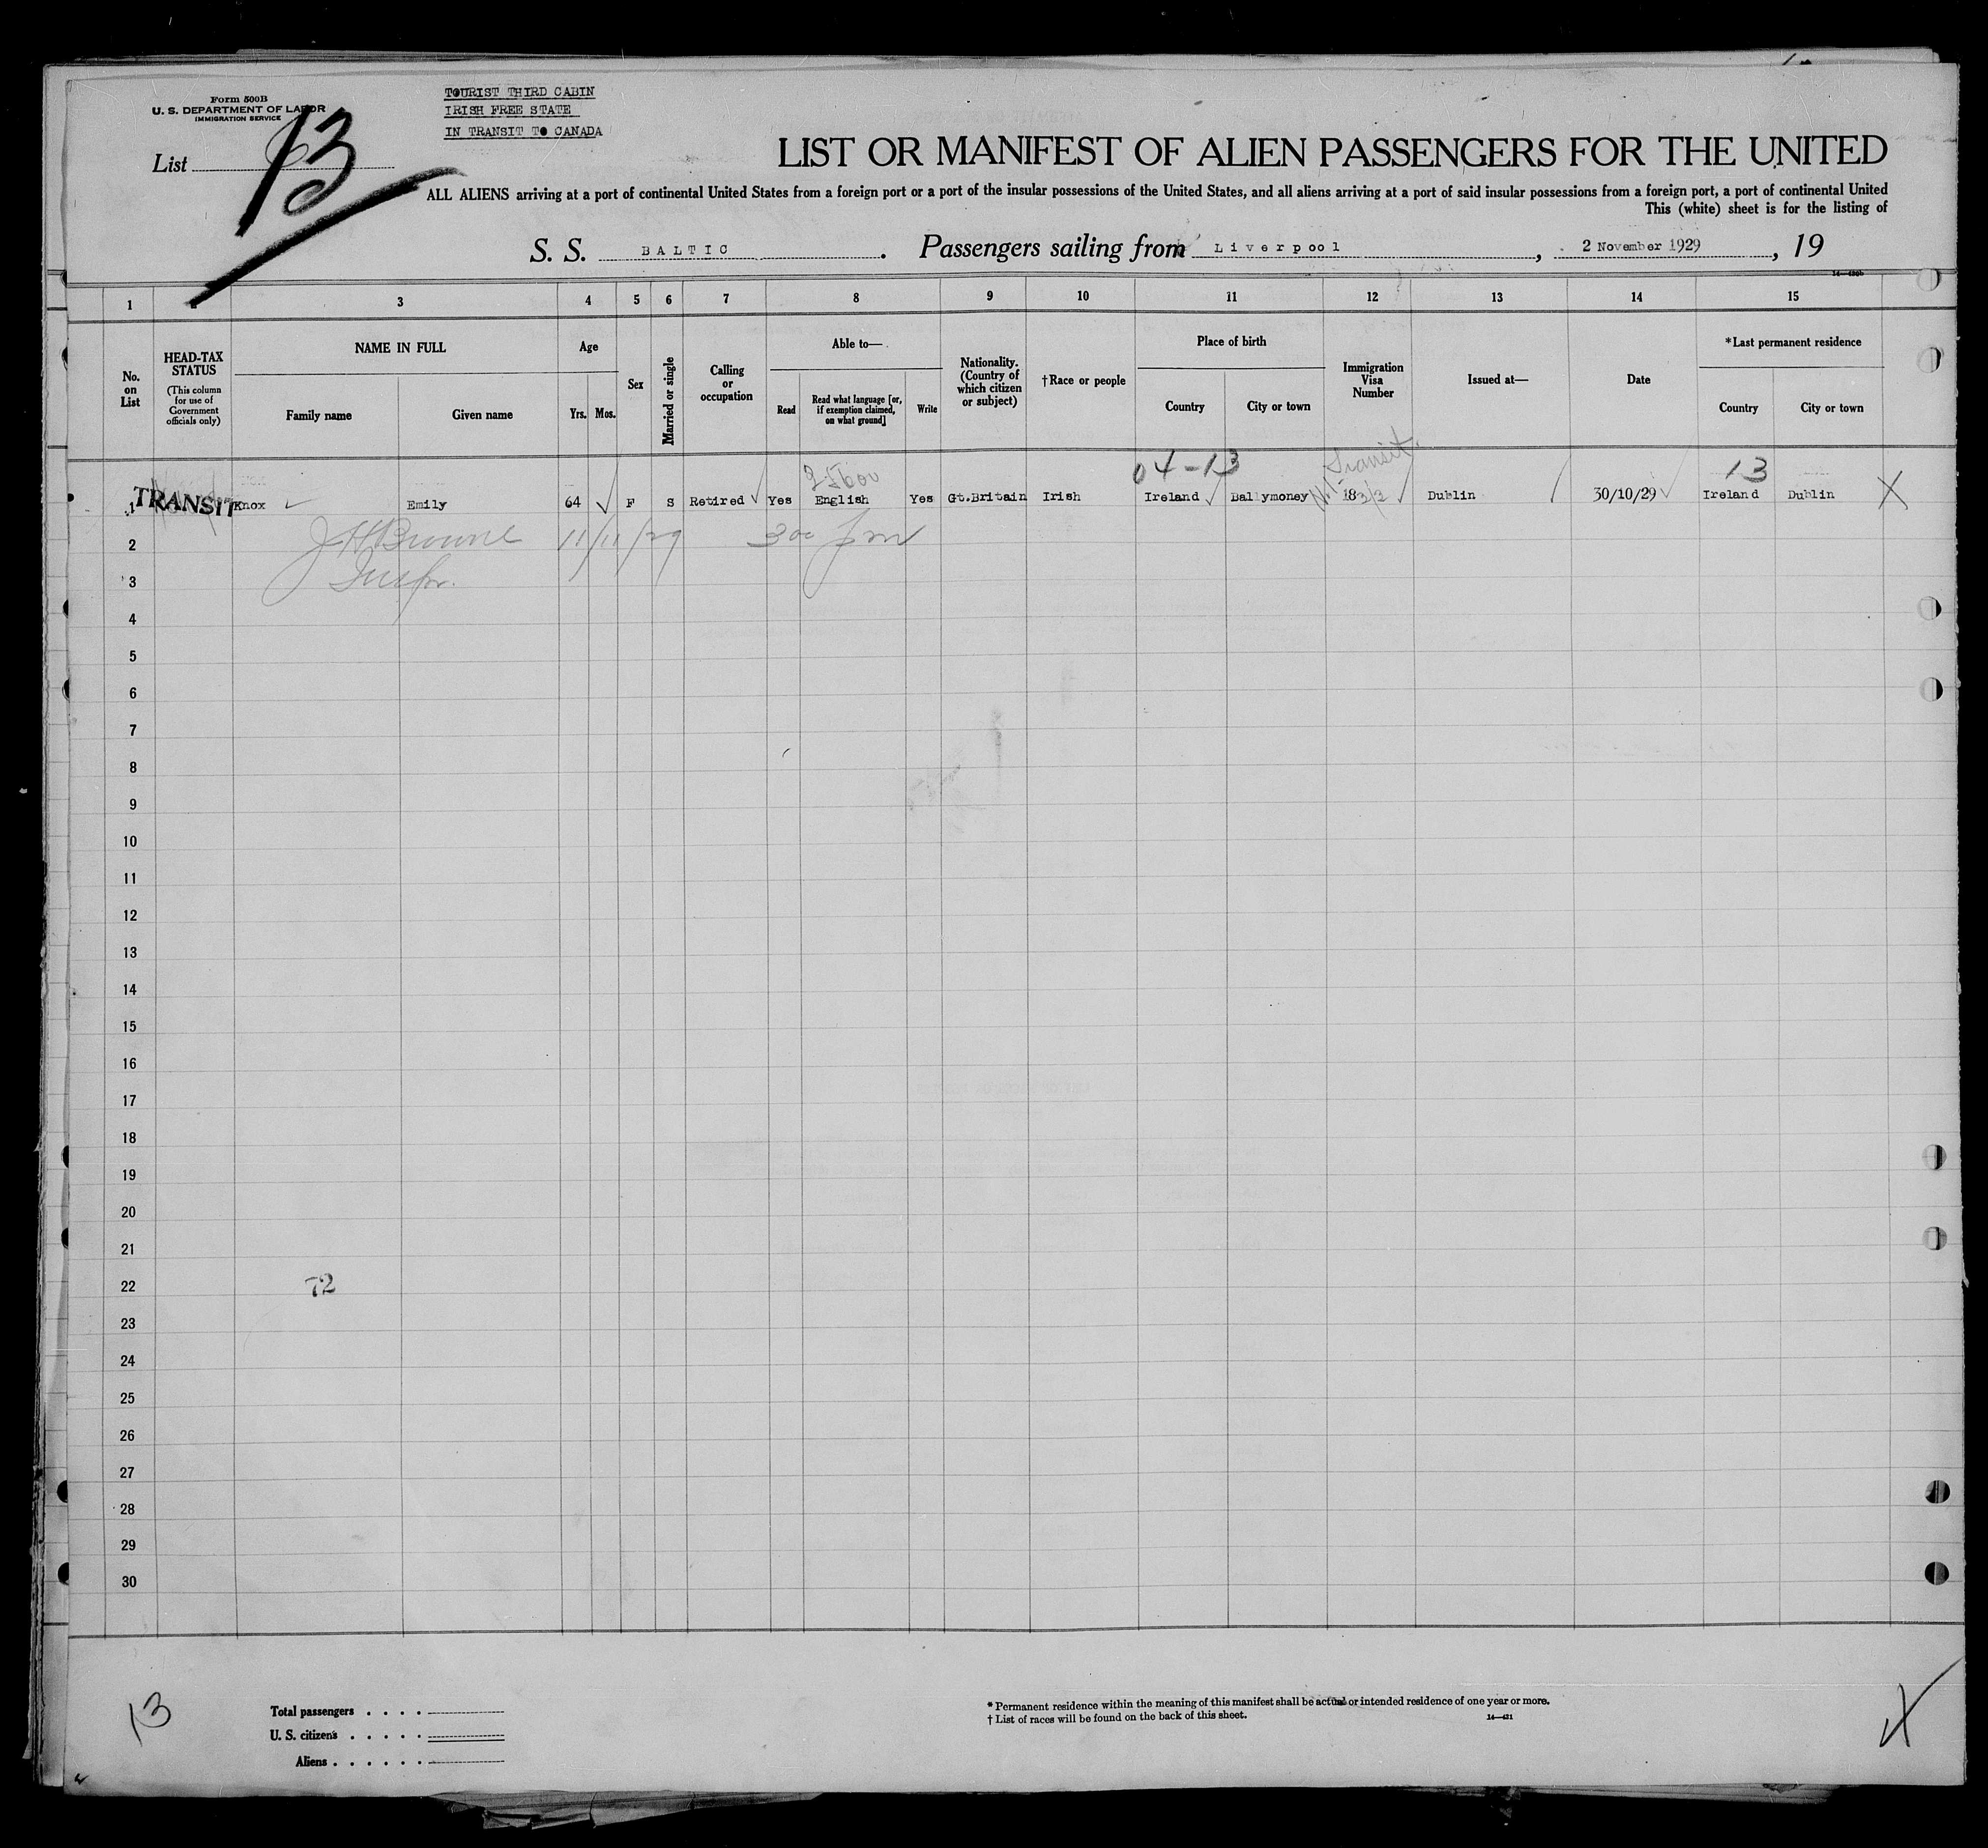 Form 500B
U. S. DEPARTMENT OF LABOR
IMMIGRATION SERVICE
List 13
TOURIST THIRD CABIN
IRISH FREE STATE
IN TRANSIT TO CANADA
LIST OR MANIFEST OF ALIEN PASSENGERS FOR THE UNITED
ALL ALIENS arriving at a port of continental United States from a foreign port or a port of the insular possessions of the United States, and all aliens arriving at a port of said insular possessions from a foreign port, a port of continental United
This (white) sheet is for the listing of
S. S. BALTIC. Passengers sailing from Liverpool, 2 November 1929, 19
1 3 4 5 6 7 8 9 10 11 12 13 14 15
No. on List
HEAD-TAX STATUS
(This column for use of Government officials only)
NAME IN FULL
Family name Given name
Age
Yrs. Mos.
Sex
Married or single
Calling or occupation
Able to—
Read Read what language [or, if exemption claimed, on what ground] Write
Nationality. (Country of which citizen or subject)
†Race or people
Place of birth
Country City or town
Immigration Visa Number
Issued at—
Date
*Last permanent residence
Country City or town
04-13 Transit 13
1 TRANSIT Knox Emily 64 F S Retired Yes English Yes Gt.Britain Irish Ireland Ballymoney 18 Dublin 30/10/29 Ireland Dublin X
2 J H Browne 11/11/29 3 00 pm
3 Inspr.
4
5
6
7
8
9
10
11
12
13
14
15
16
17
18
19
20
21
22 72
23
24
25
26
27
28
29
30
13
Total passengers . . . .
U. S. citizens . . . . .
Aliens . . . . . .
* Permanent residence within the meaning of this manifest shall be actual or intended residence of one year or more.
† List of races will be found on the back of this sheet.
14—421